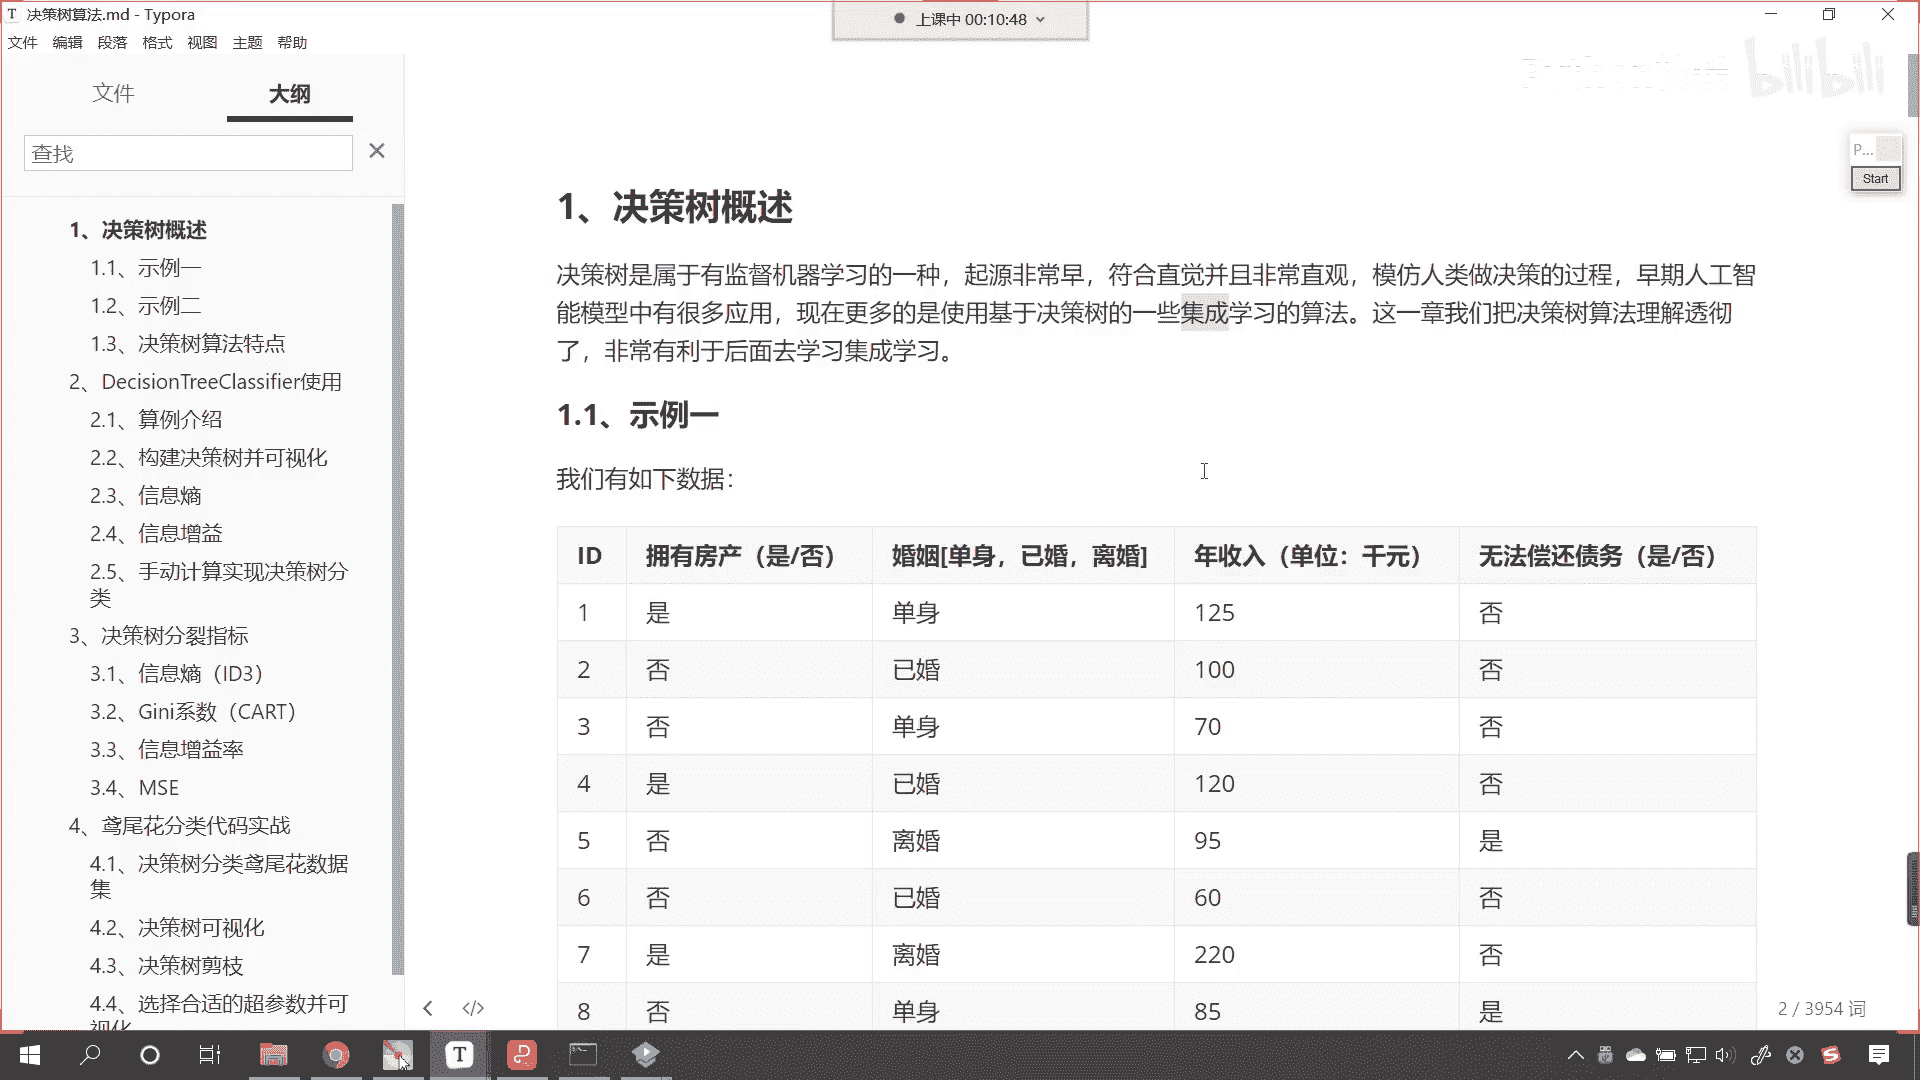 决策树算法.md - Typora
上课中 00:10:48
文件 编辑 段落 格式 视图 主题 帮助
bilibili
文件 大纲
查找
P...
Start
1、决策树概述
1.1、示例一
1.2、示例二
1.3、决策树算法特点
2、DecisionTreeClassifier使用
2.1、算例介绍
2.2、构建决策树并可视化
2.3、信息熵
2.4、信息增益
2.5、手动计算实现决策树分
类
3、决策树分裂指标
3.1、信息熵（ID3）
3.2、Gini系数（CART）
3.3、信息增益率
3.4、MSE
4、鸢尾花分类代码实战
4.1、决策树分类鸢尾花数据
集
4.2、决策树可视化
4.3、决策树剪枝
4.4、选择合适的超参数并可
视化
1、决策树概述
决策树是属于有监督机器学习的一种，起源非常早，符合直觉并且非常直观，模仿人类做决策的过程，早期人工智
能模型中有很多应用，现在更多的是使用基于决策树的一些集成学习的算法。这一章我们把决策树算法理解透彻
了，非常有利于后面去学习集成学习。
1.1、示例一
我们有如下数据：
ID 拥有房产（是/否） 婚姻[单身，已婚，离婚] 年收入（单位：千元） 无法偿还债务（是/否）
1 是 单身 125 否
2 否 已婚 100 否
3 否 单身 70 否
4 是 已婚 120 否
5 否 离婚 95 是
6 否 已婚 60 否
7 是 离婚 220 否
8 否 单身 85 是
2 / 3954 词